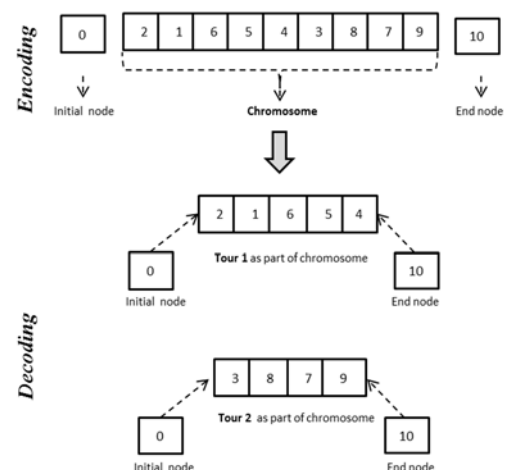 Encoding
0 2 1 6 5 4 3 8 7 9 10
Initial node Chromosome End node
2 1 6 5 4
0 Tour 1 as part of chromosome 10
Initial node End node
Decoding
3 8 7 9
Tour 2 as part of chromosome
0 10
Initial node End node